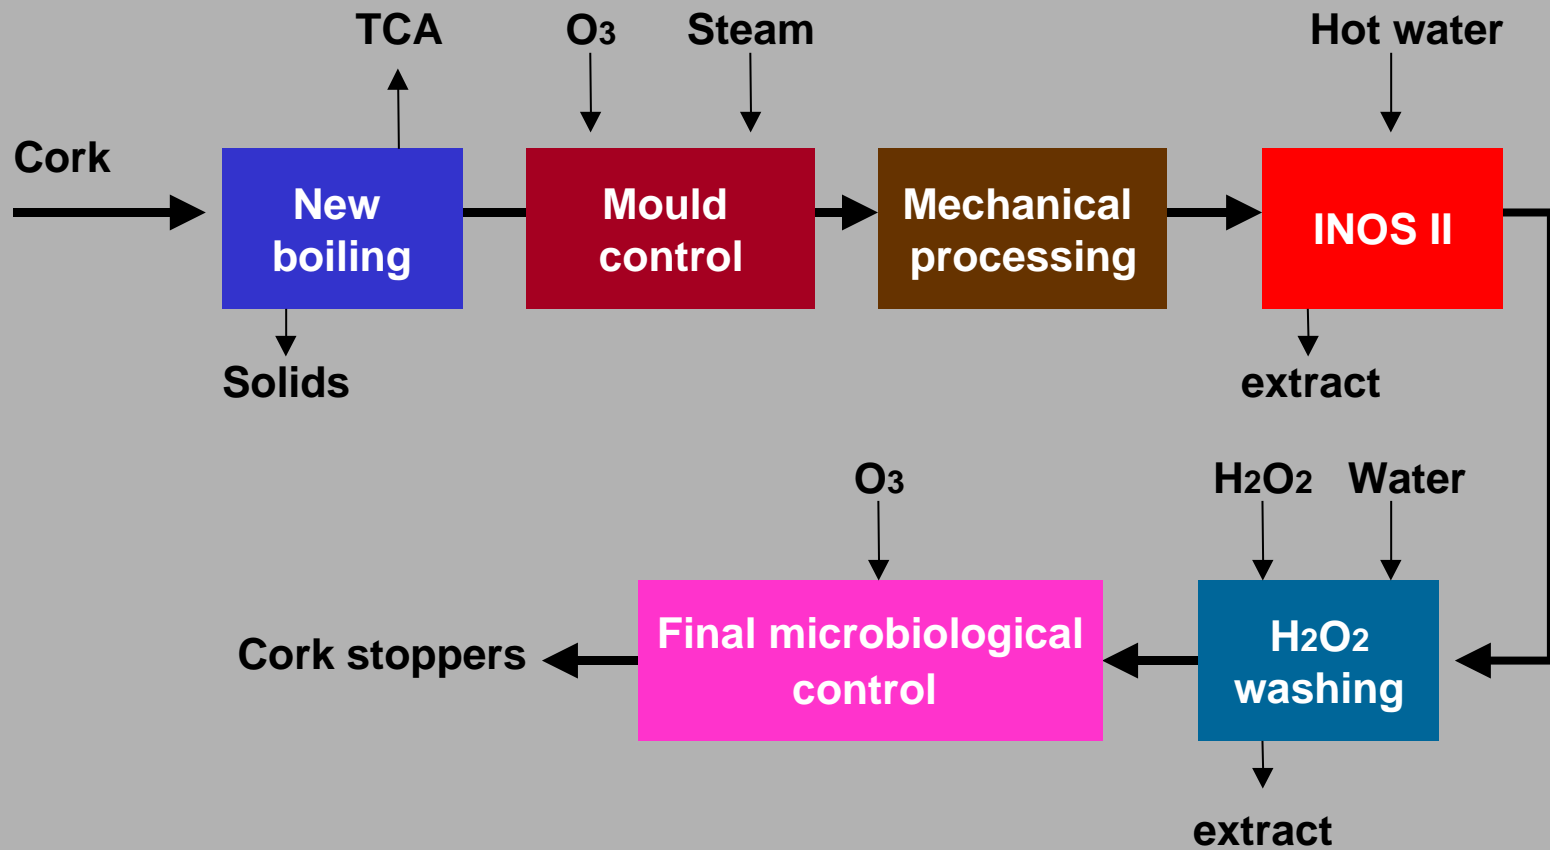 TCA O3 Steam Hot water
Cork
New
boiling
Mould
control
Mechanical
processing
INOS II
Solids
extract
O3 H2O2 Water
Cork stoppers
Final microbiological
control
H2O2
washing
extract